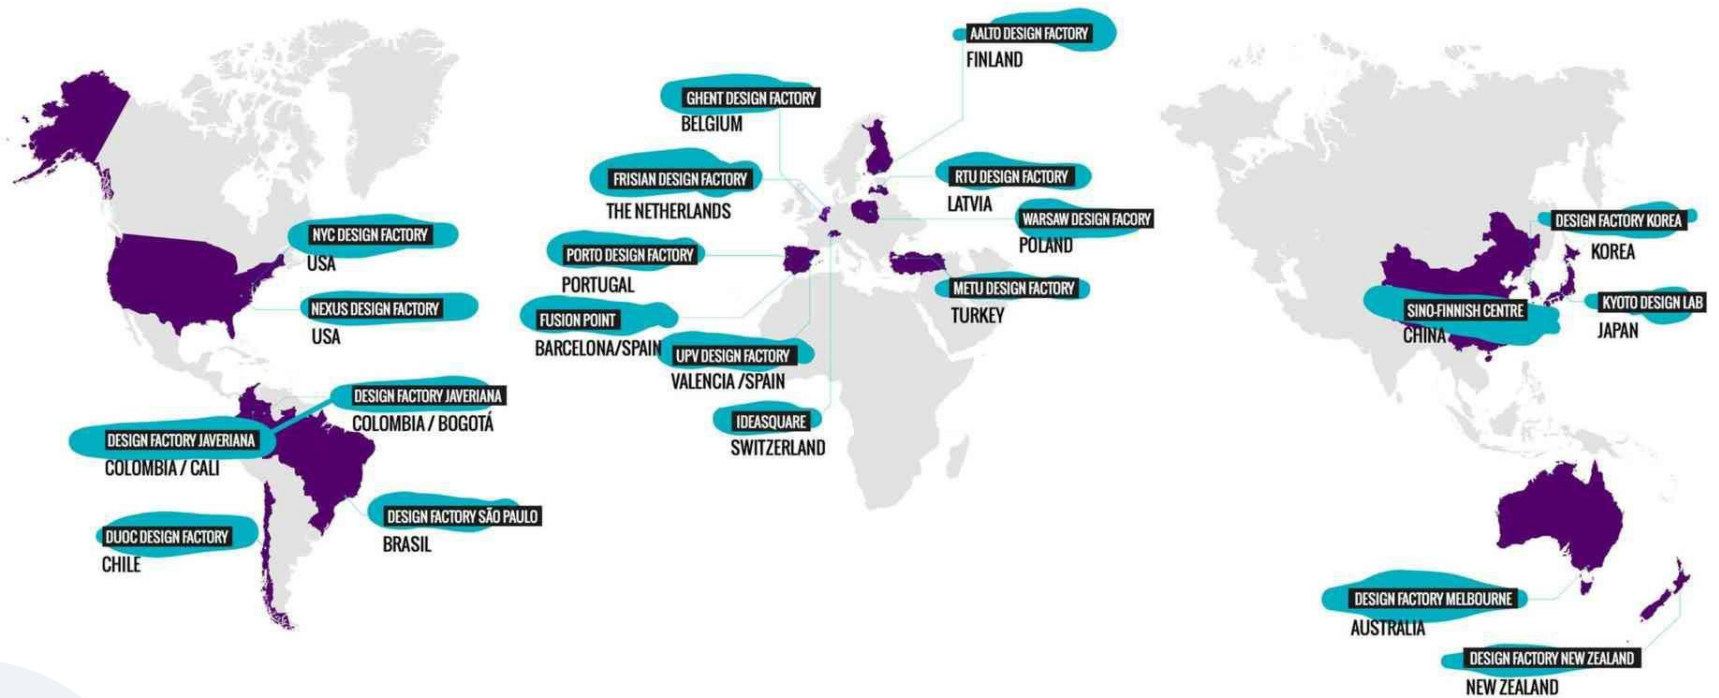 NYC DESIGN FACTORY
USA
NEXUS DESIGN FACTORY
USA
DESIGN FACTORY JAVERIANA
COLOMBIA / BOGOTÁ
DESIGN FACTORY JAVERIANA
COLOMBIA / CALI
DESIGN FACTORY SÃO PAULO
BRASIL
DUOC DESIGN FACTORY
CHILE
AALTO DESIGN FACTORY
FINLAND
GHENT DESIGN FACTORY
BELGIUM
FRISIAN DESIGN FACTORY
THE NETHERLANDS
RTU DESIGN FACTORY
LATVIA
WARSAW DESIGN FACORY
POLAND
PORTO DESIGN FACTORY
PORTUGAL
METU DESIGN FACTORY
TURKEY
FUSION POINT
BARCELONA/SPAIN
UPV DESIGN FACTORY
VALENCIA /SPAIN
IDEASQUARE
SWITZERLAND
DESIGN FACTORY KOREA
KOREA
SINO-FINNISH CENTRE
CHINA
KYOTO DESIGN LAB
JAPAN
DESIGN FACTORY MELBOURNE
AUSTRALIA
DESIGN FACTORY NEW ZEALAND
NEW ZEALAND